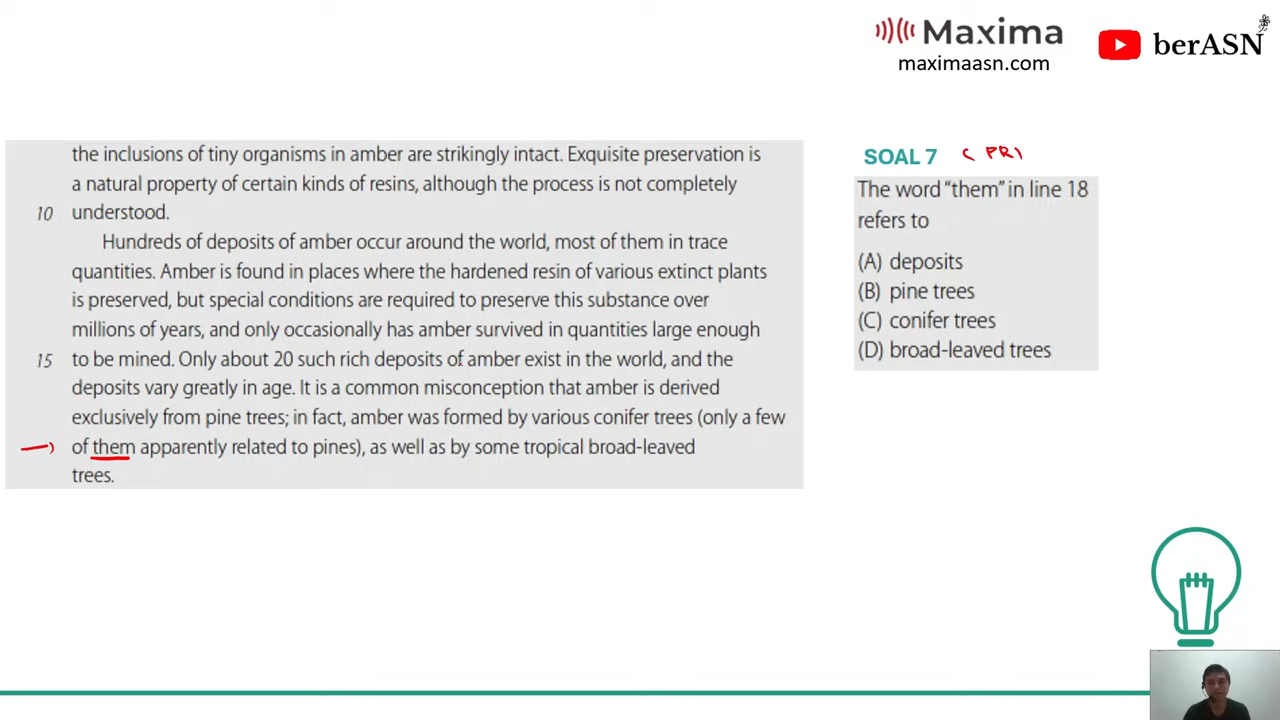 Maxima
maximaasn.com
berASN
the inclusions of tiny organisms in amber are strikingly intact. Exquisite preservation is
a natural property of certain kinds of resins, although the process is not completely
10 understood.
Hundreds of deposits of amber occur around the world, most of them in trace
quantities. Amber is found in places where the hardened resin of various extinct plants
is preserved, but special conditions are required to preserve this substance over
millions of years, and only occasionally has amber survived in quantities large enough
15 to be mined. Only about 20 such rich deposits of amber exist in the world, and the
deposits vary greatly in age. It is a common misconception that amber is derived
exclusively from pine trees; in fact, amber was formed by various conifer trees (only a few
of them apparently related to pines), as well as by some tropical broad-leaved
trees.
SOAL 7 ( PR)
The word “them” in line 18
refers to
(A) deposits
(B) pine trees
(C) conifer trees
(D) broad-leaved trees